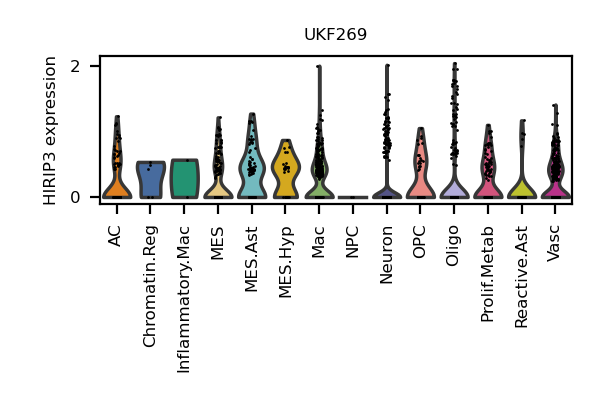 UKF269
HIRIP3 expression
2
0
AC
Chromatin.Reg
Inflammatory.Mac
MES
MES.Ast
MES.Hyp
Mac
NPC
Neuron
OPC
Oligo
Prolif.Metab
Reactive.Ast
Vasc